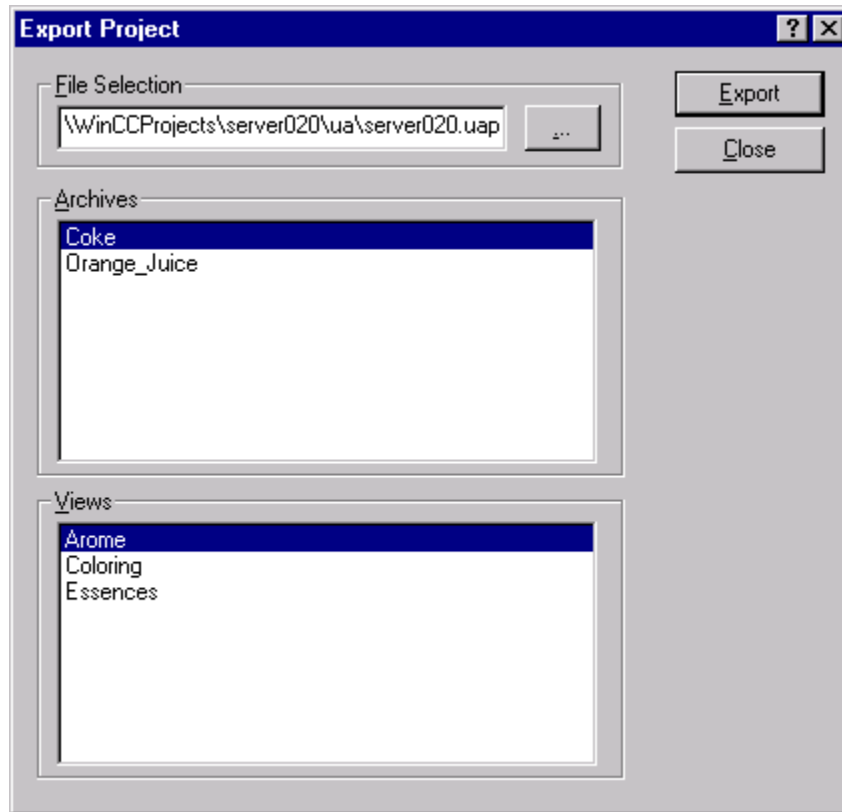 Export Project
File Selection
\WinCCProjects\server020\ua\server020.uap
...
Export
Close
Archives
Coke
Orange_Juice
Views
Arome
Coloring
Essences